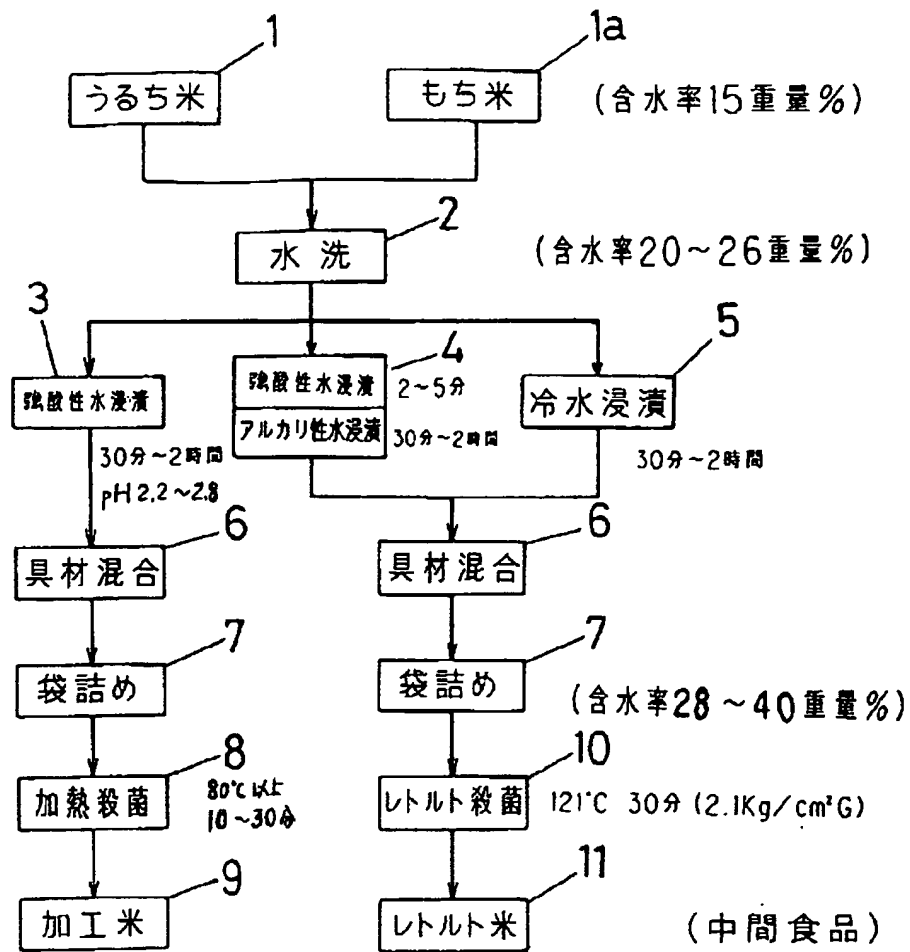 1
1a
うるち米
もち米
(含水率15重量%)
2
水洗
(含水率20～26重量%)
3
4
5
強酸性水浸漬
強酸性水浸漬
2～5分
冷水浸漬
アルカリ性水浸漬
30分～2時間
30分～2時間
30分～2時間
pH2.2～2.8
6
6
具材混合
具材混合
7
7
袋詰め
袋詰め
(含水率28～40重量%)
8
10
加熱殺菌
80℃以上
10～30分
レトルト殺菌
121℃ 30分 (2.1Kg/cm²G)
9
11
加工米
レトルト米
(中間食品)